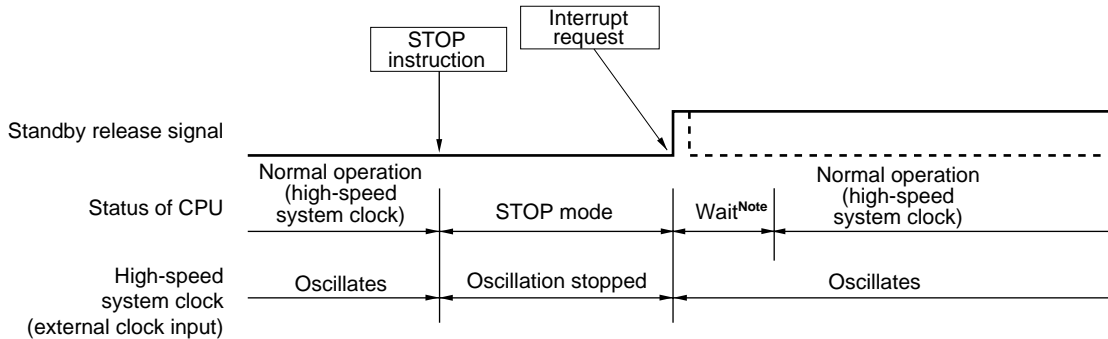 Interrupt
request
STOP
instruction
Standby release signal
Normal operation
(high-speed
system clock)
Normal operation
(high-speed
system clock)
Status of CPU
STOP mode
WaitNote
High-speed
system clock
(external clock input)
Oscillates
Oscillation stopped
Oscillates